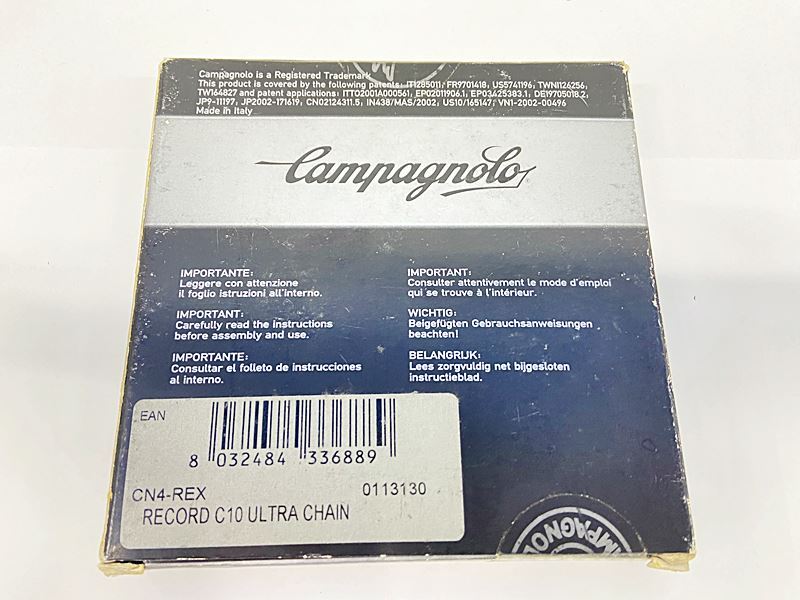 Campagnolo is a Registered Trademark
This product is covered by the following patents: IT1285011, FR9701418, US5741196, TWNI126256,
TW164827 and patent applications: ITTO2001A000561, EP02011906.1, EP03425383.1, DE19705018.2,
JP9-11197, JP2002-171619, CN02124311.5, IN438/MAS/2002, US10/165147, VN1-2002-00496
Made in Italy
Campagnolo
IMPORTANTE:
Leggere con attenzione
il foglio istruzioni all'interno.
IMPORTANT:
Carefully read the instructions
before assembly and use.
IMPORTANTE:
Consultar el folleto de instrucciones
al interno.
IMPORTANT:
Consulter attentivement le mode d'emploi
qui se trouve à l'intérieur.
WICHTIG:
Beigefügten Gebrauchsanweisungen
beachten!
BELANGRIJK:
Lees zorgvuldig net bijgesloten
instructieblad.
EAN
8 032484 336889
CN4-REX 0113130
RECORD C10 ULTRA CHAIN